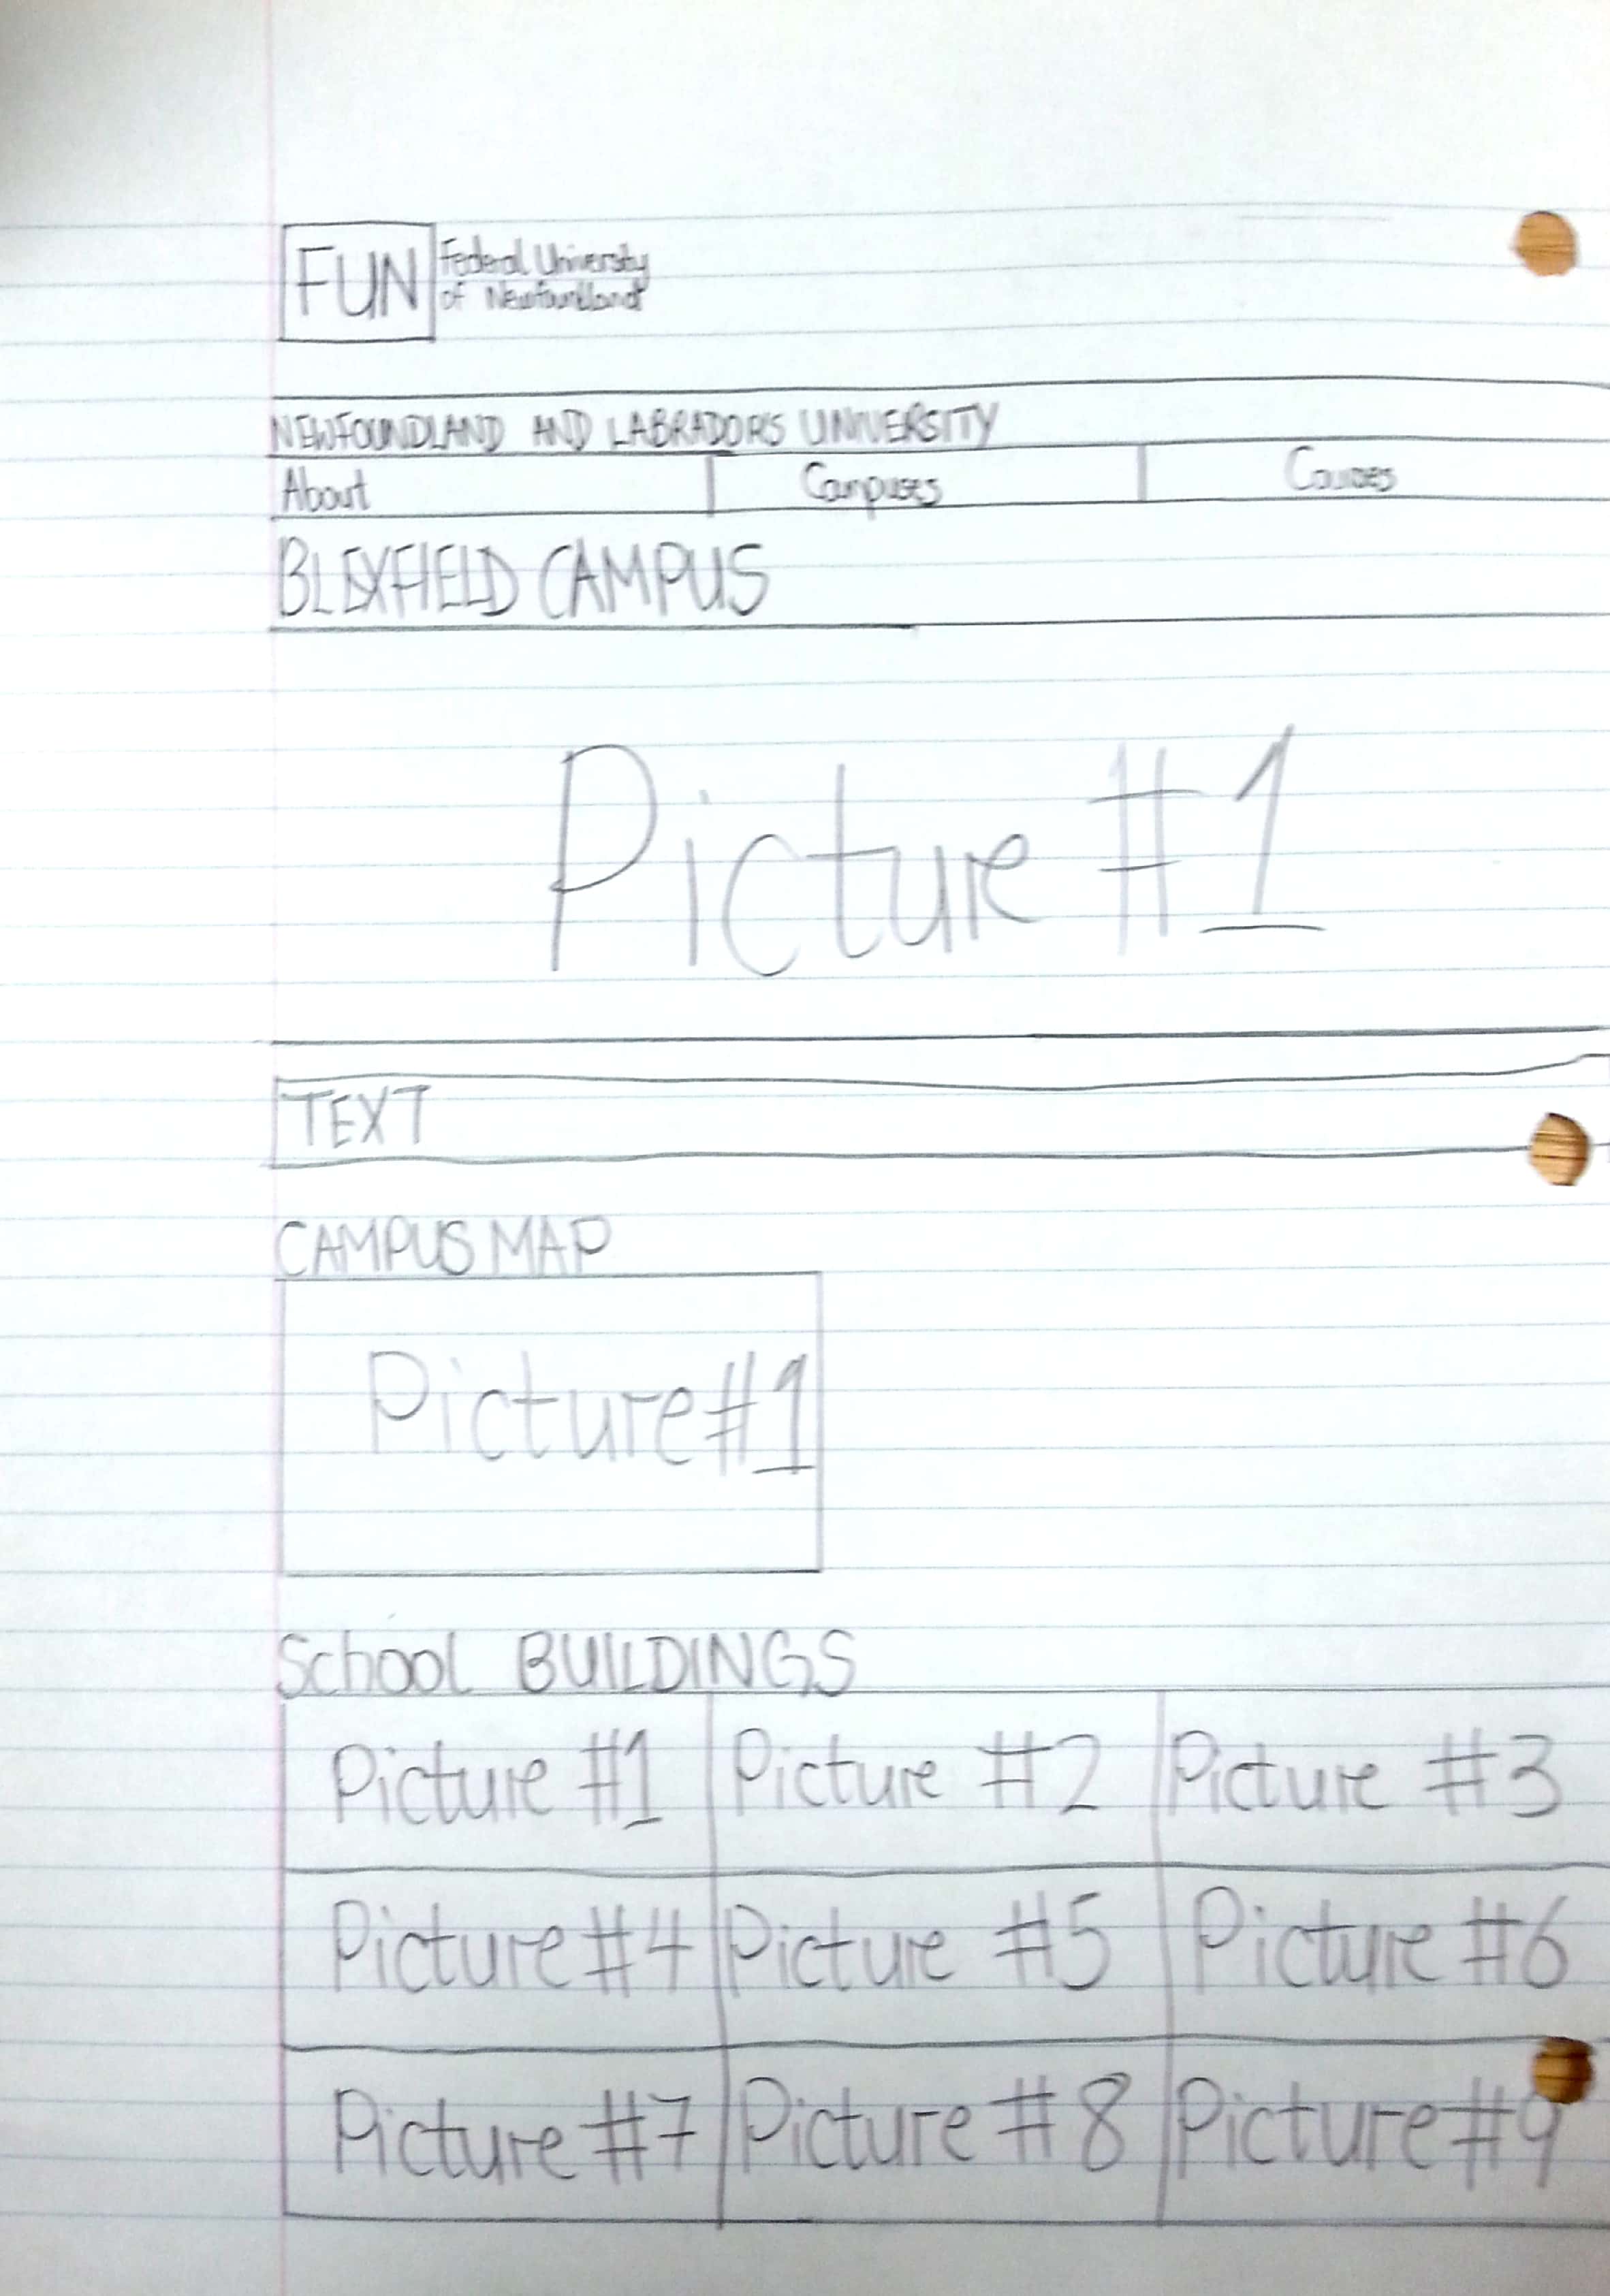 FUN
Federal University
of Newfoundland
NEWFOUNDLAND AND LABRADORS UNIVERSITY
About Campuses Courses
BLEXFIELD CAMPUS
Picture #1
TEXT
CAMPUS MAP
Picture #1
School BUILDINGS
Picture #1 Picture #2 Picture #3
Picture #4 Picture #5 Picture #6
Picture #7 Picture #8 Picture #9